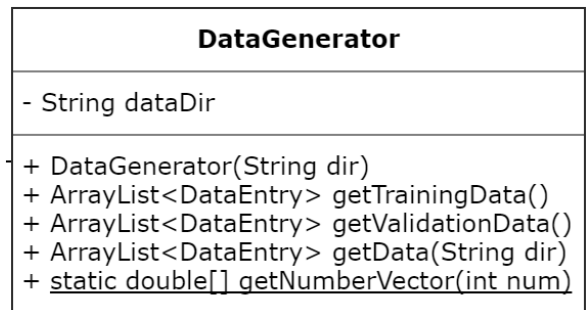 DataGenerator
- String dataDir
+ DataGenerator(String dir)
+ ArrayList<DataEntry> getTrainingData()
+ ArrayList<DataEntry> getValidationData()
+ ArrayList<DataEntry> getData(String dir)
+ static double[] getNumberVector(int num)